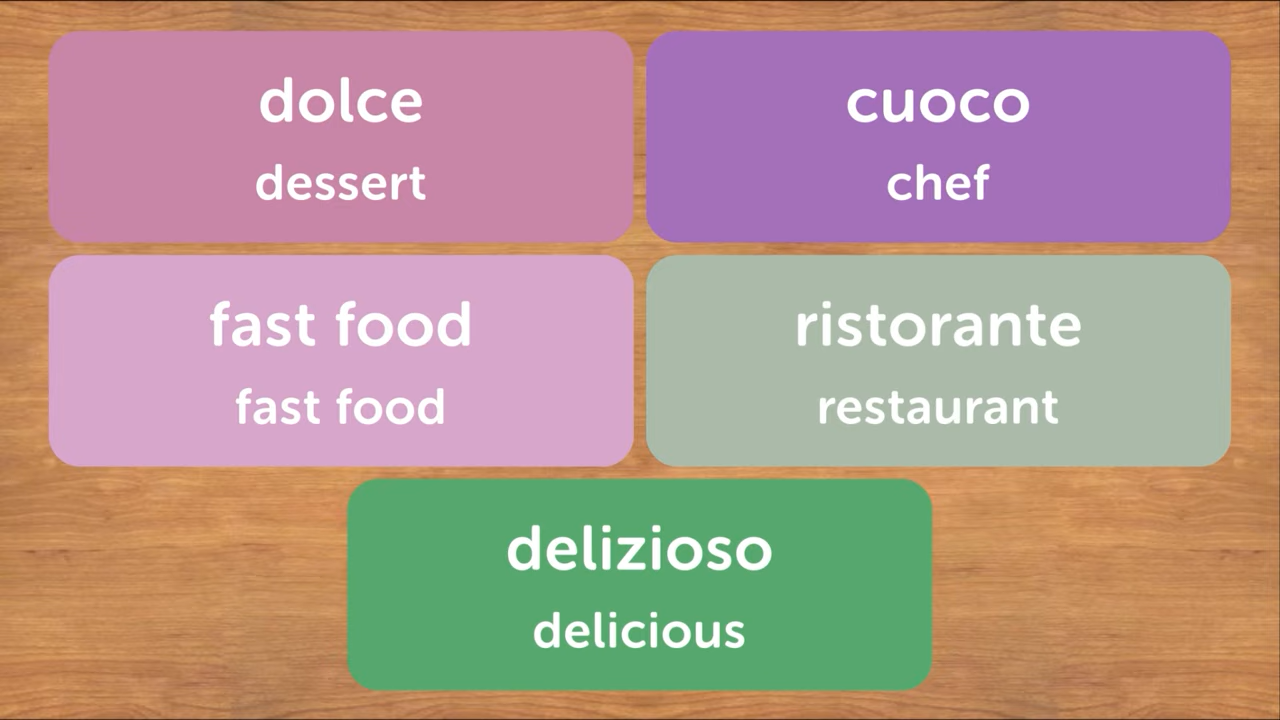 dolce
dessert
cuoco
chef
fast food
fast food
ristorante
restaurant
delizioso
delicious